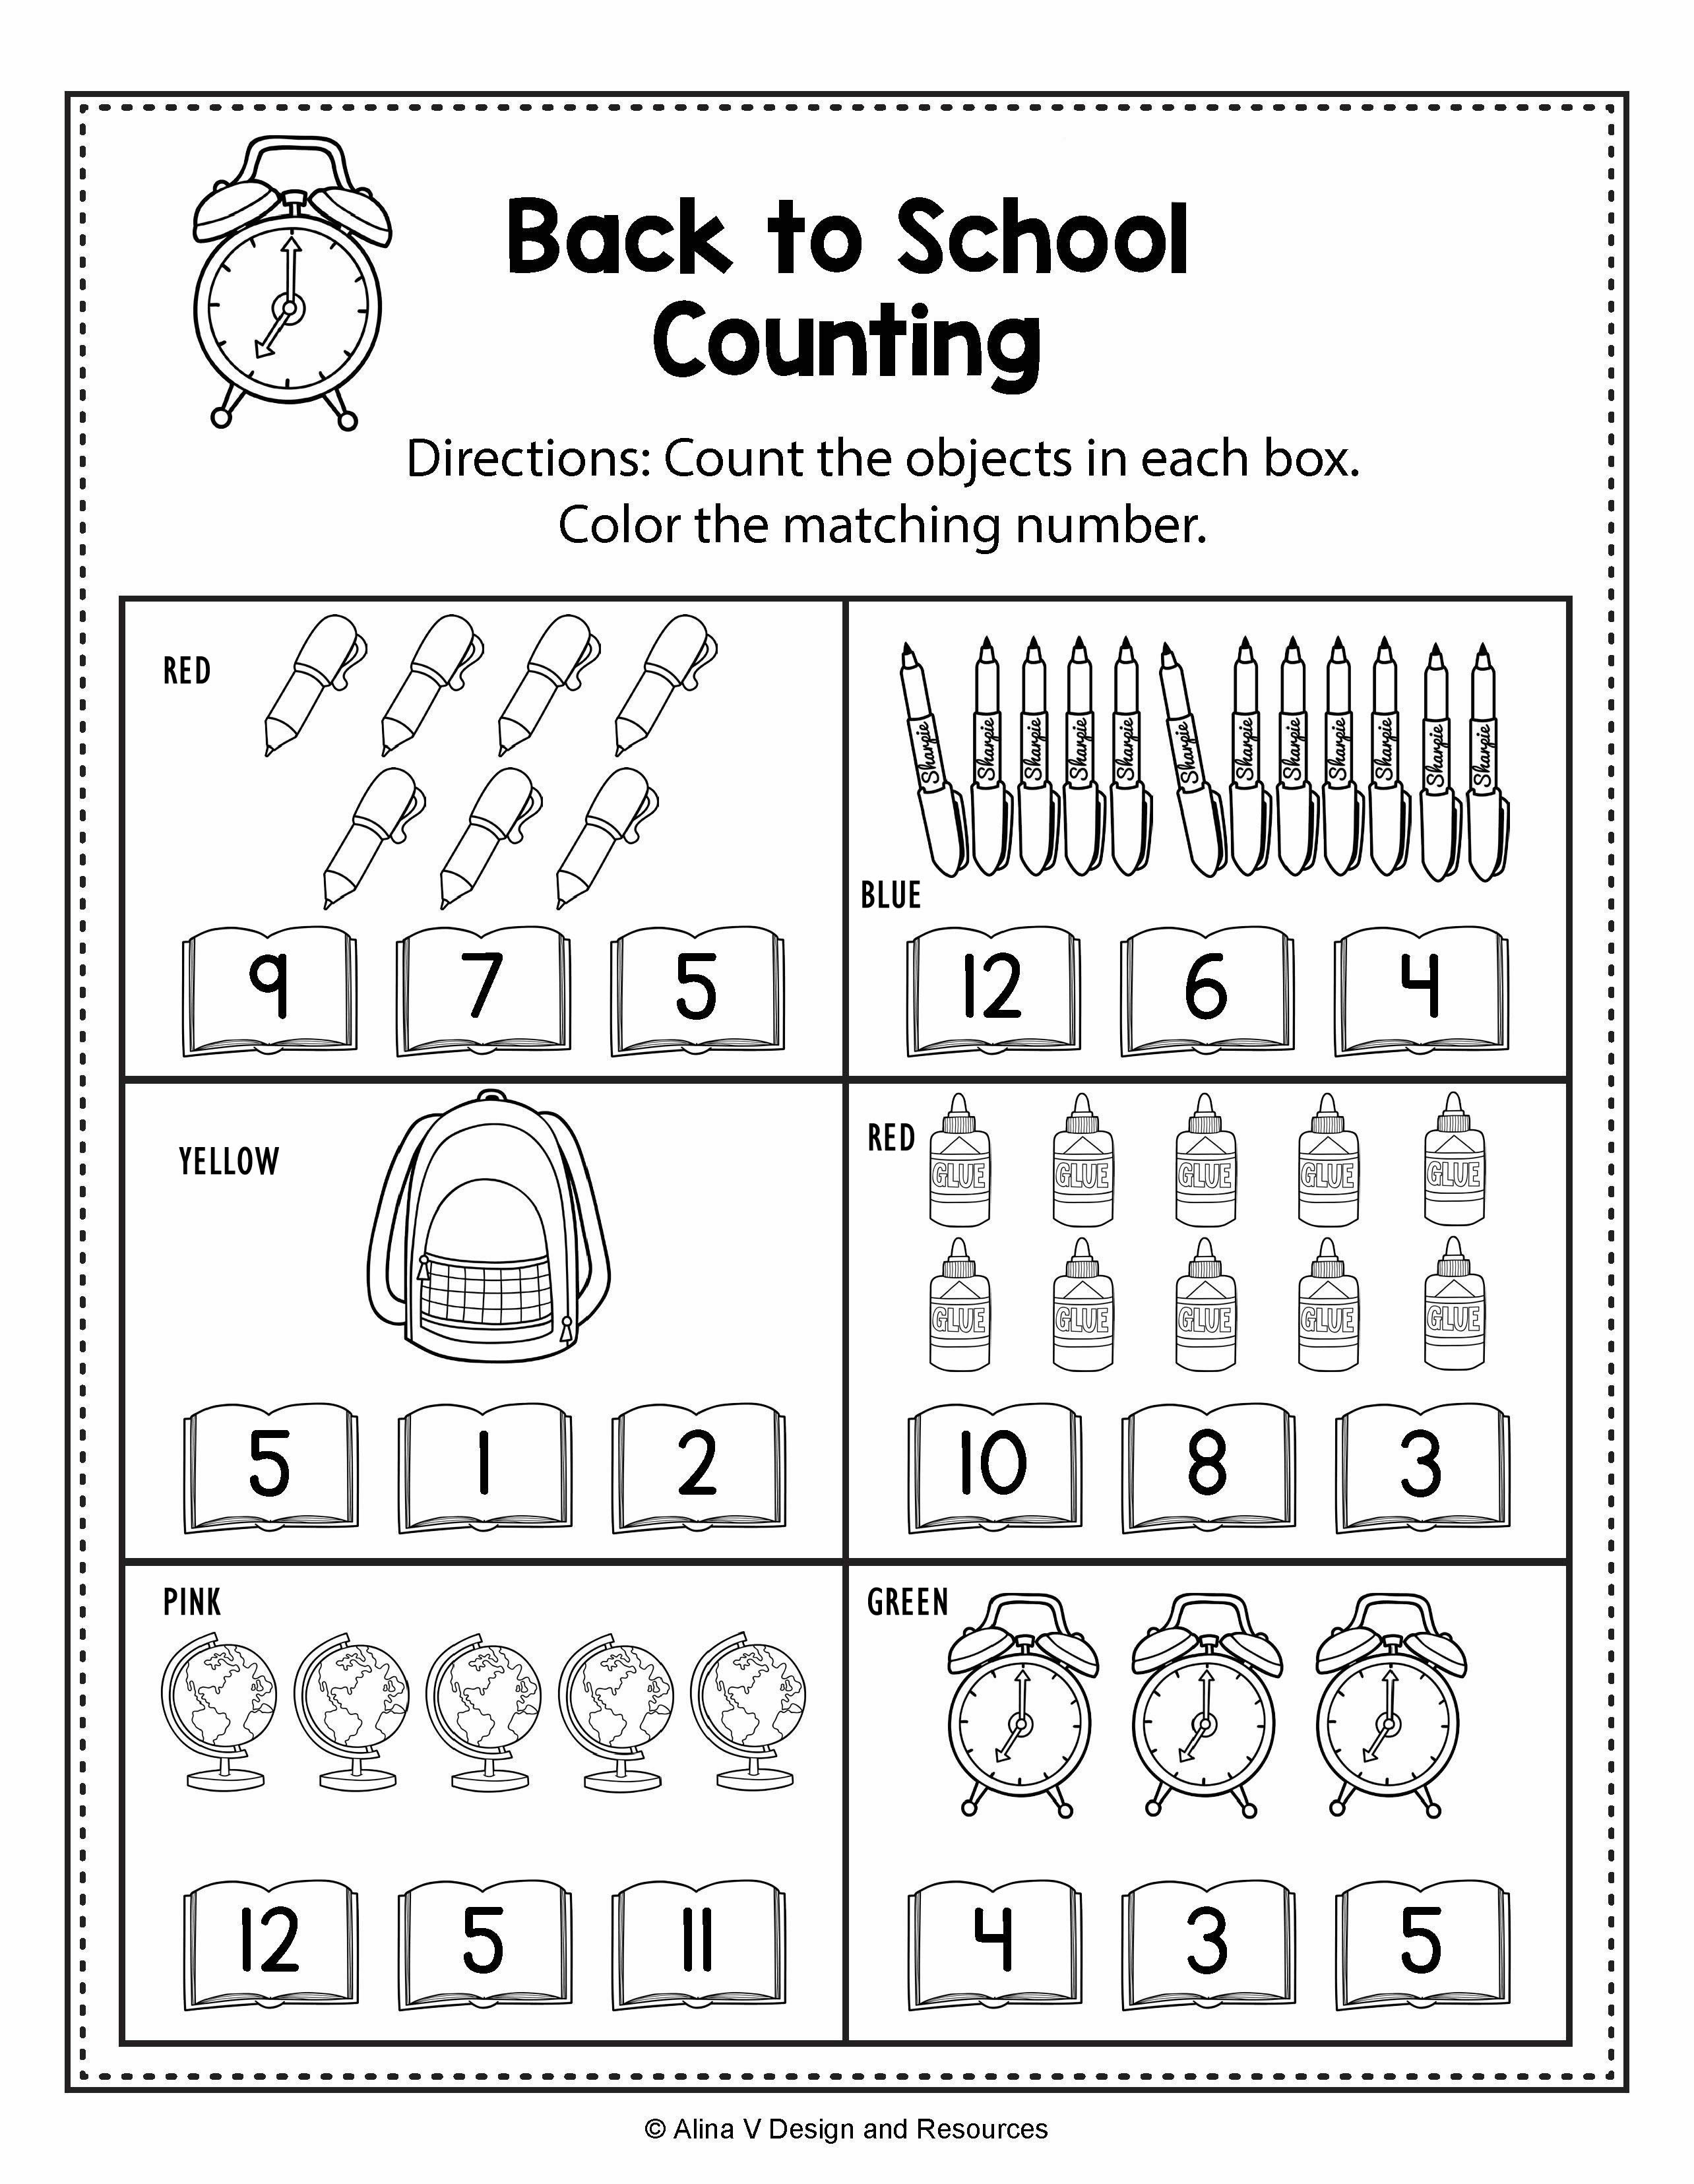 Back to School
Counting
Directions: Count the objects in each box.
Color the matching number.
RED
9 7 5
Sharpie Sharpie Sharpie Sharpie Sharpie Sharpie Sharpie Sharpie Sharpie Sharpie Sharpie Sharpie
BLUE
12 6 4
YELLOW
5 1 2
RED
GLUE GLUE GLUE GLUE GLUE
GLUE GLUE GLUE GLUE GLUE
10 8 3
PINK
12 5 11
GREEN
4 3 5
© Alina V Design and Resources